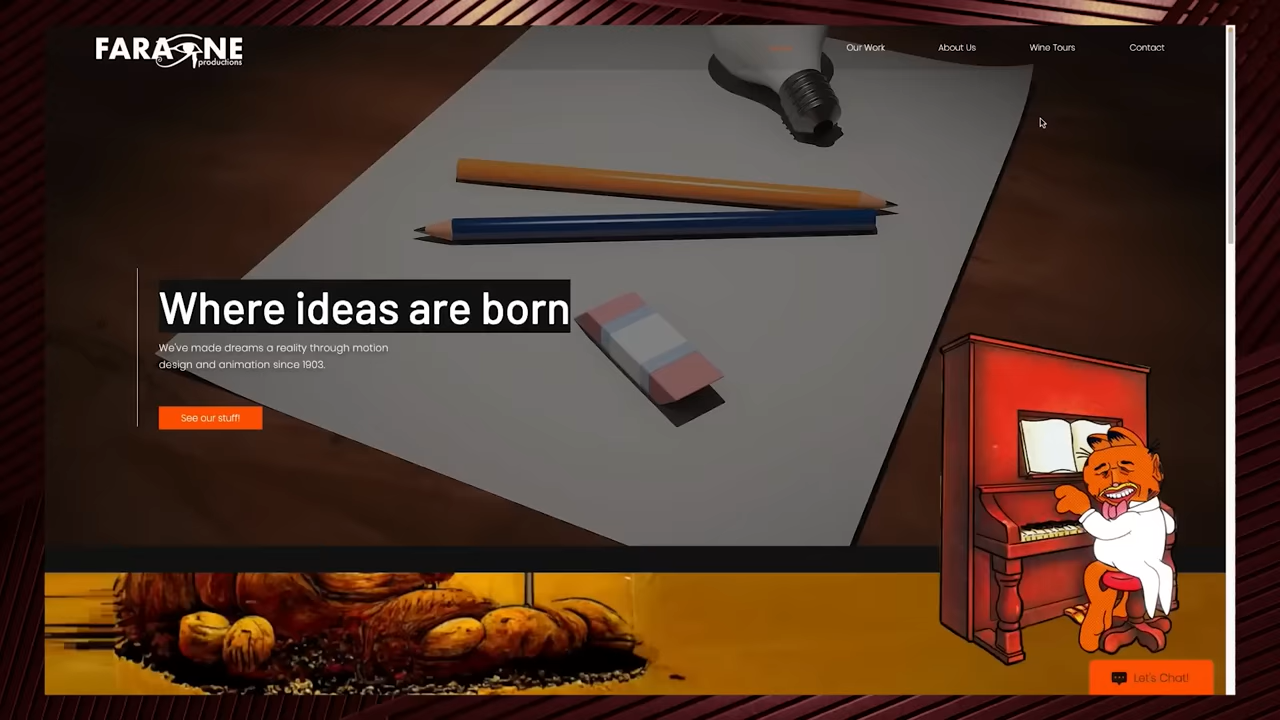 FARAONE
productions
Our Work
About Us
Wine Tours
Contact
Where ideas are born
We've made dreams a reality through motion
design and animation since 1903.
See our stuff!
Let's Chat!